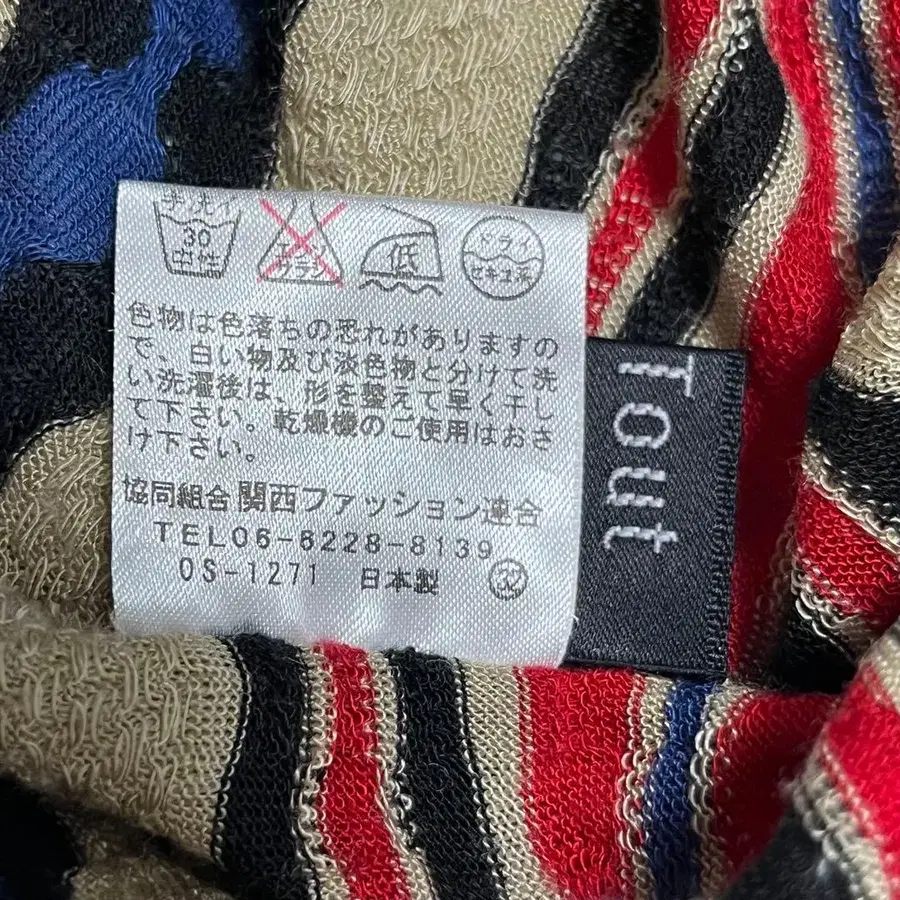 手洗イ
30
中性
エンソ
サラシ
低
ドライ
セキユ系
色物は色落ちの恐れがありますの
で、白い物及び淡色物と分けて洗
い洗濯後は、形を整えて早く干し
て下さい。乾燥機のご使用はおさ
け下さい。
協同組合 関西ファッション連合
TEL06-6228-8139
OS-1271 日本製 32
Tout